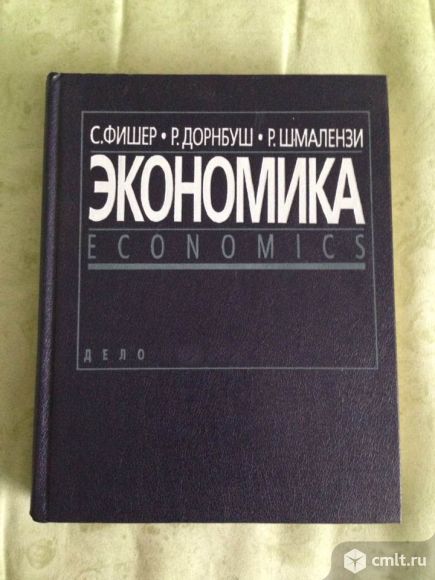 С.ФИШЕР • Р.ДОРНБУШ • Р.ШМАЛЕНЗИ
ЭКОНОМИКА
ECONOMICS
ДЕЛО
cmlt.ru